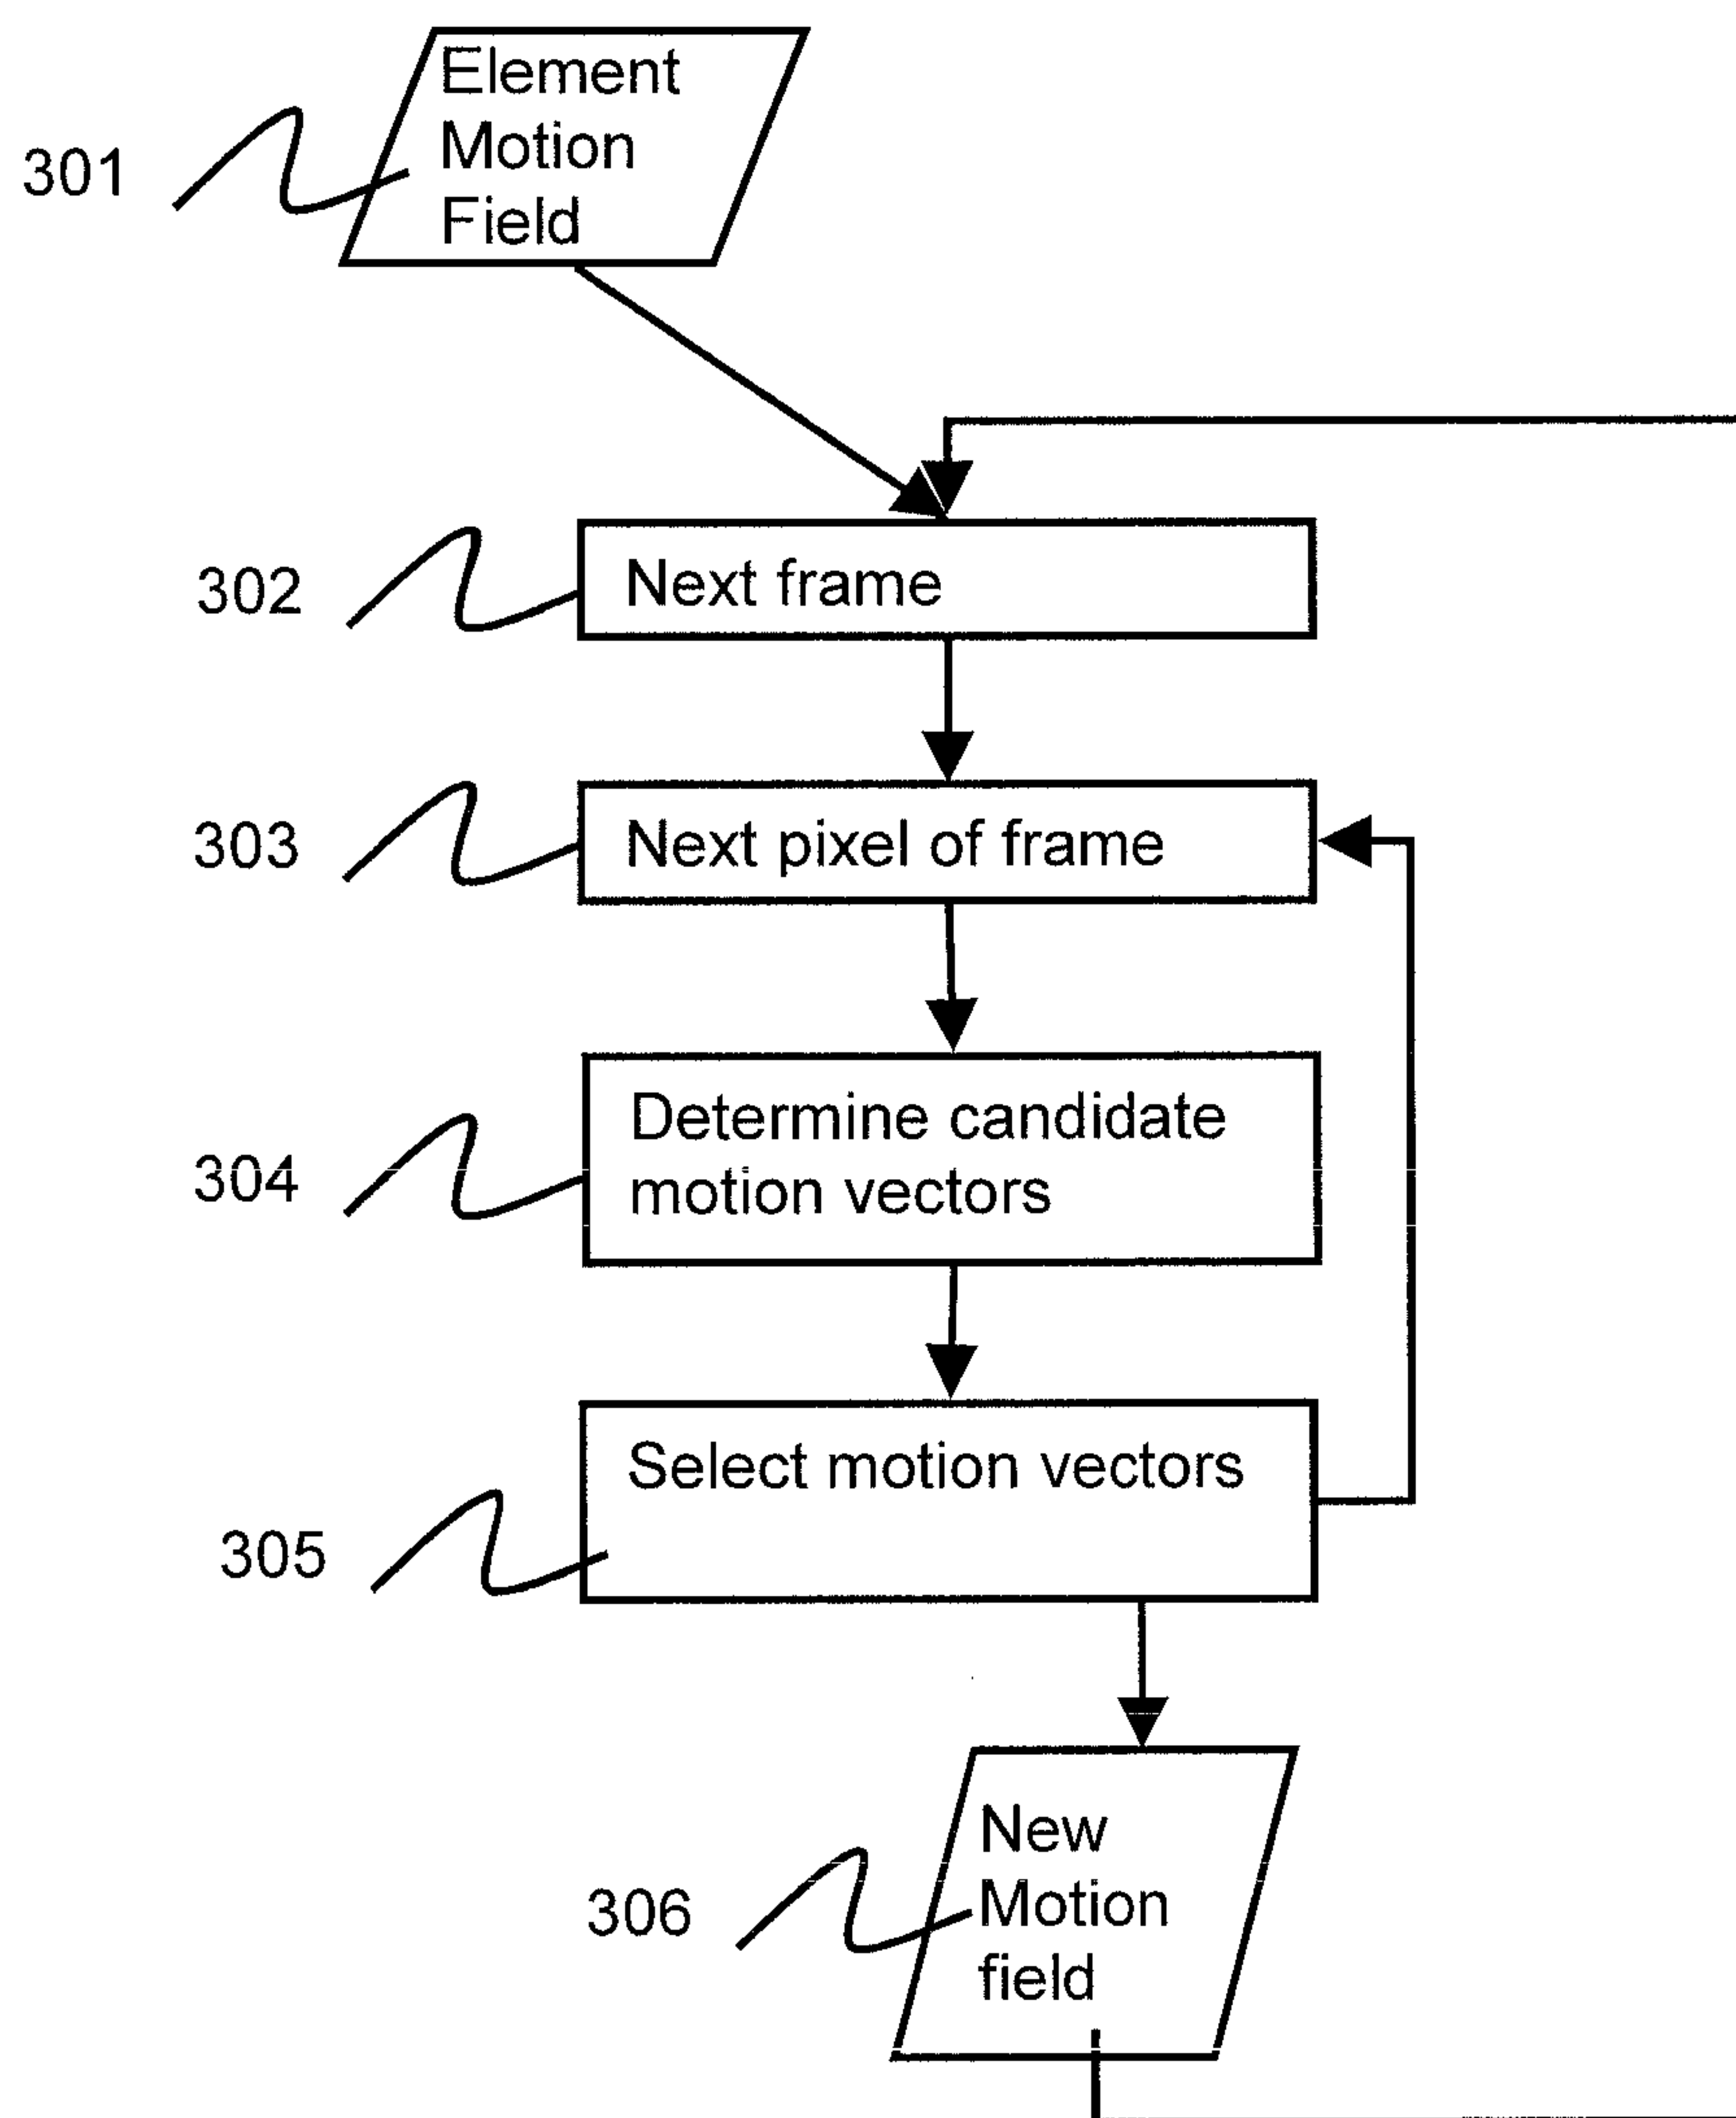 Element
Motion
Field
301
302
Next frame
303
Next pixel of frame
304
Determine candidate
motion vectors
305
Select motion vectors
306
New
Motion
field